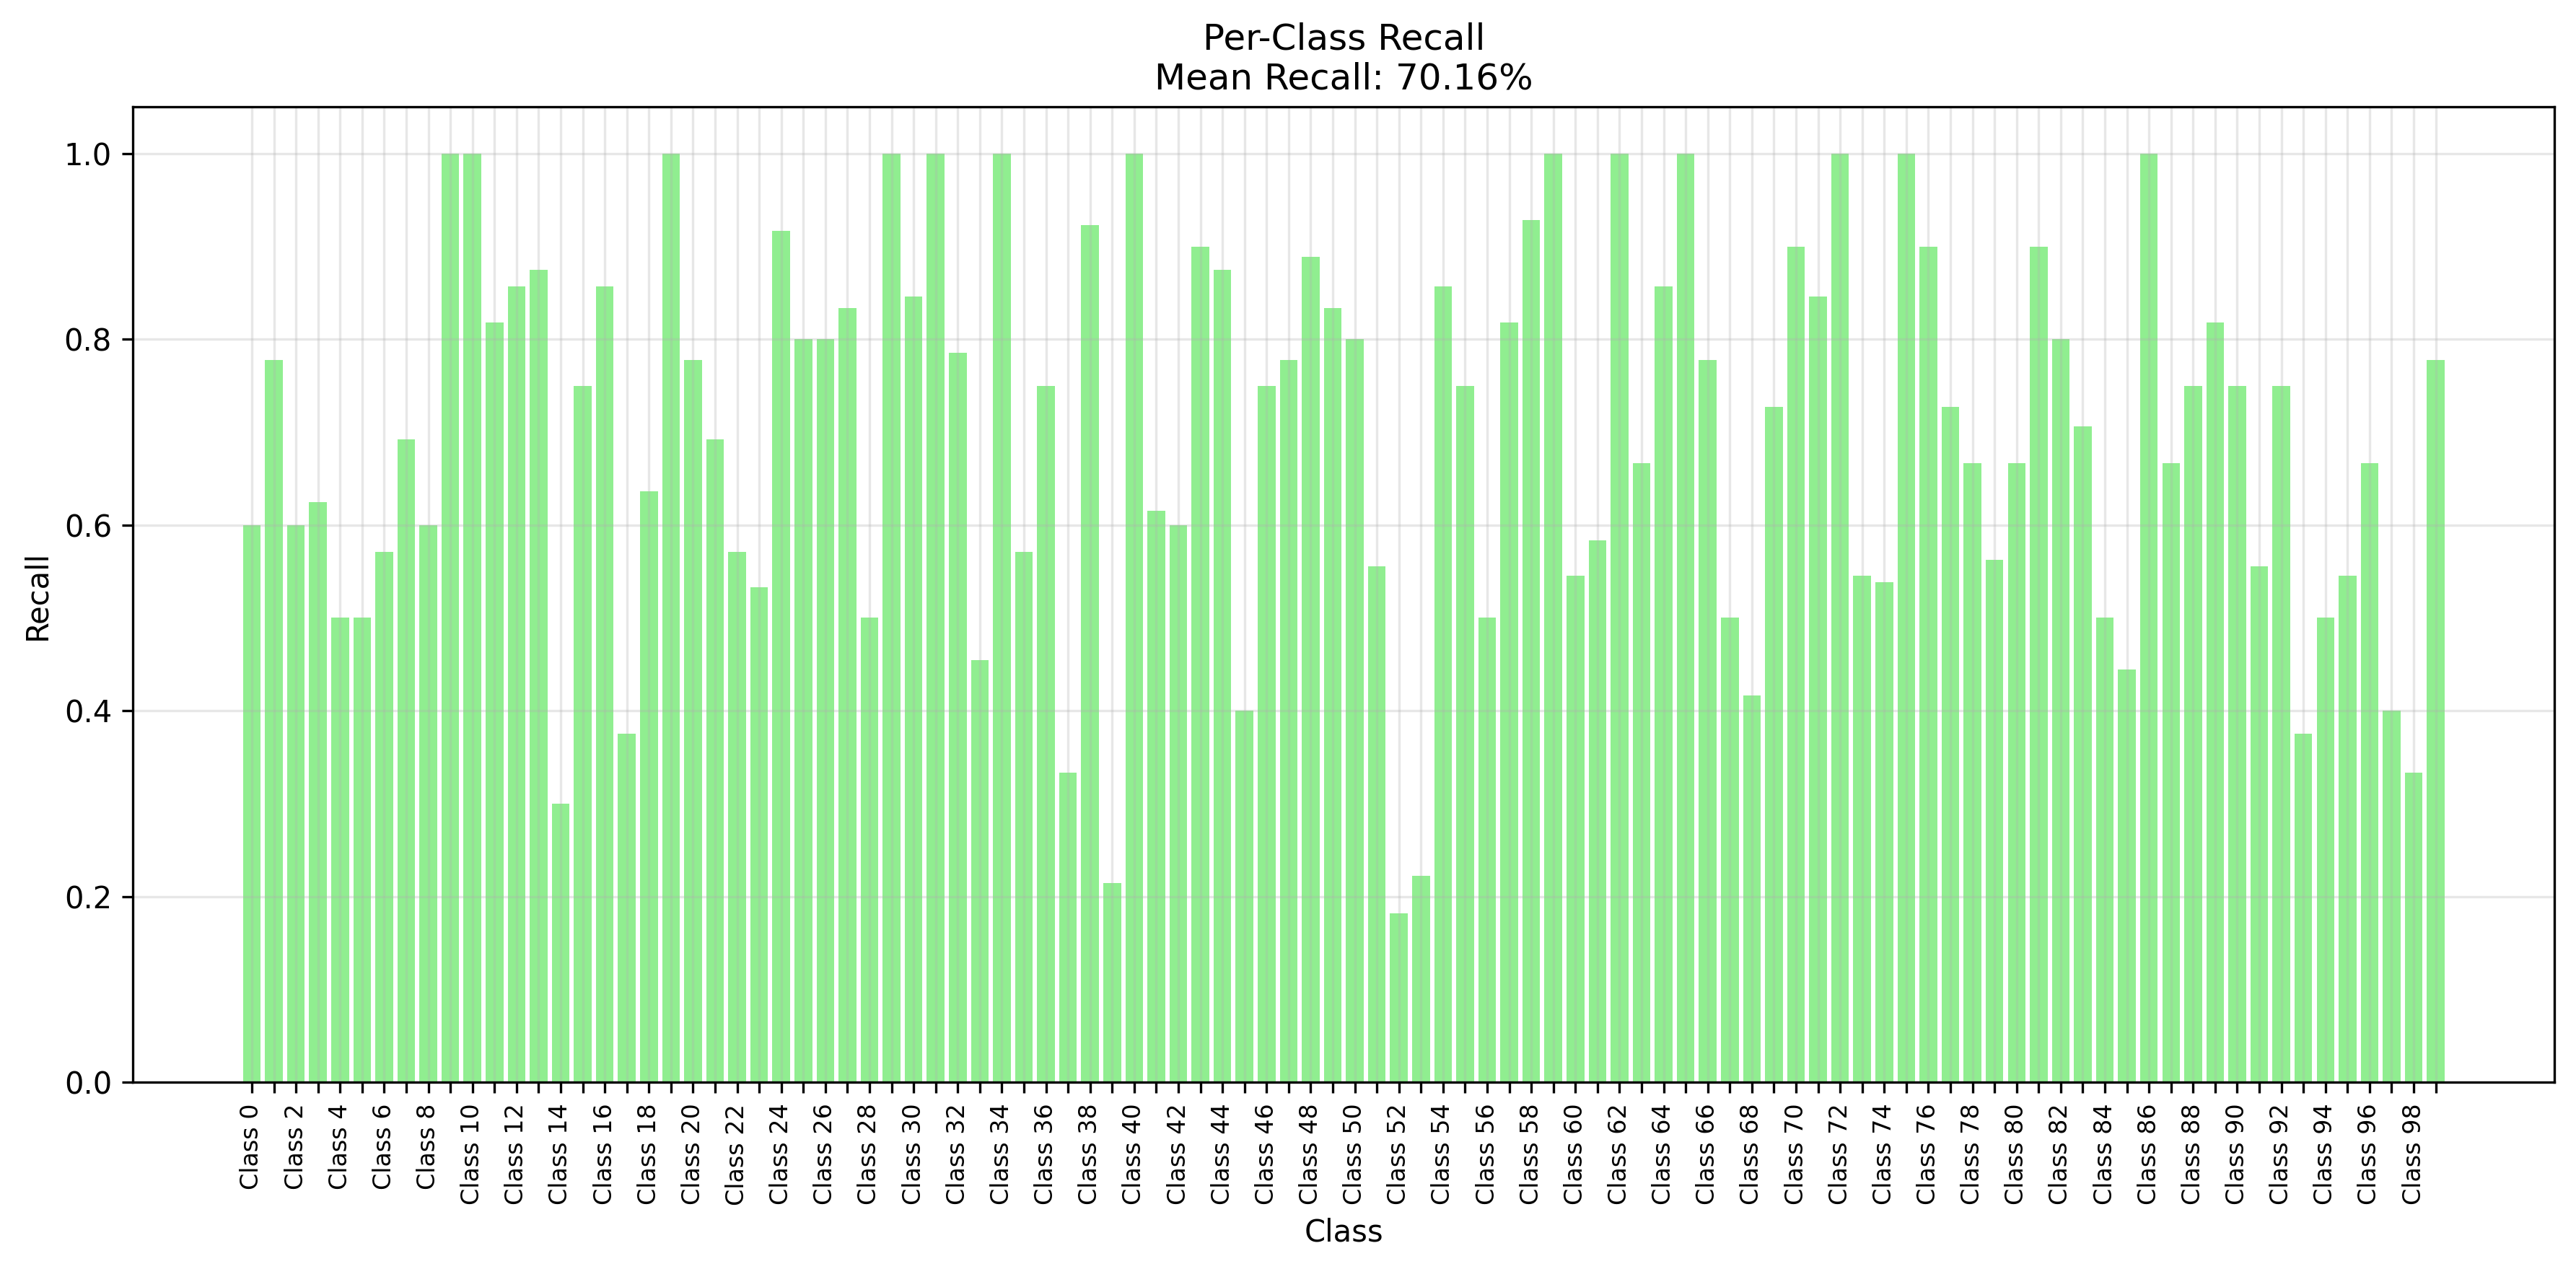 Per-Class Recall
Mean Recall: 70.16%
Recall
1.0
0.8
0.6
0.4
0.2
0.0
Class 0
Class 2
Class 4
Class 6
Class 8
Class 10
Class 12
Class 14
Class 16
Class 18
Class 20
Class 22
Class 24
Class 26
Class 28
Class 30
Class 32
Class 34
Class 36
Class 38
Class 40
Class 42
Class 44
Class 46
Class 48
Class 50
Class 52
Class 54
Class 56
Class 58
Class 60
Class 62
Class 64
Class 66
Class 68
Class 70
Class 72
Class 74
Class 76
Class 78
Class 80
Class 82
Class 84
Class 86
Class 88
Class 90
Class 92
Class 94
Class 96
Class 98
Class